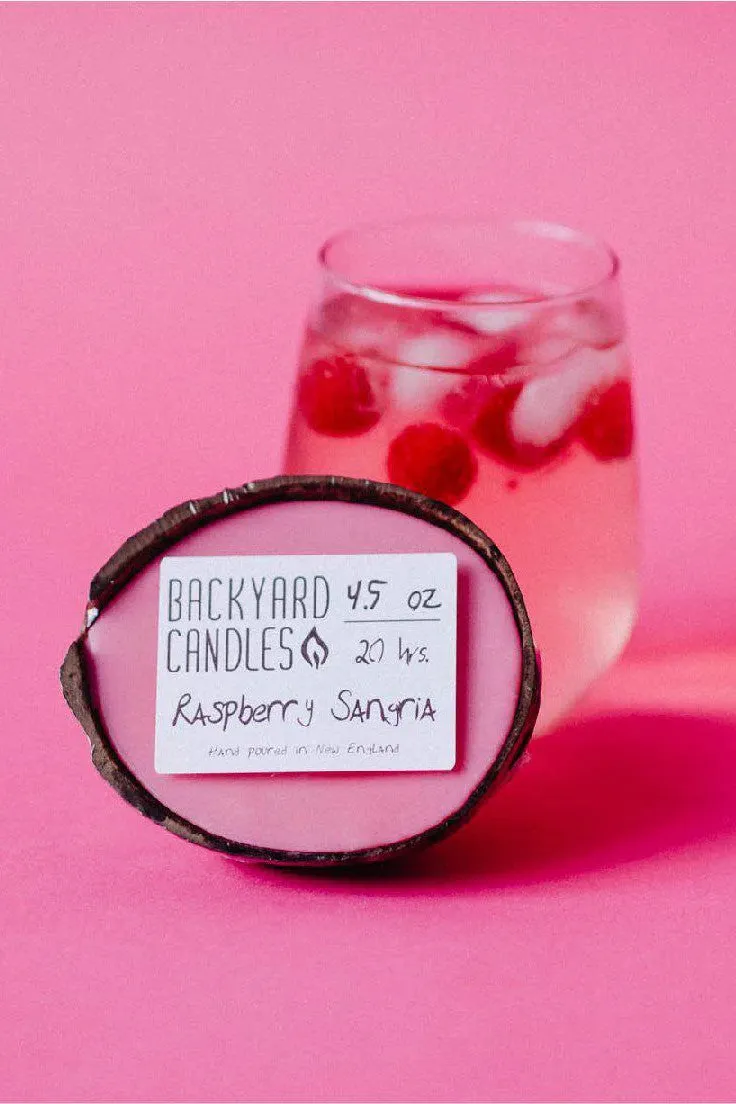 BACKYARD 4.5 oz
CANDLES 20 hrs.
Raspberry Sangria
Hand poured in New England